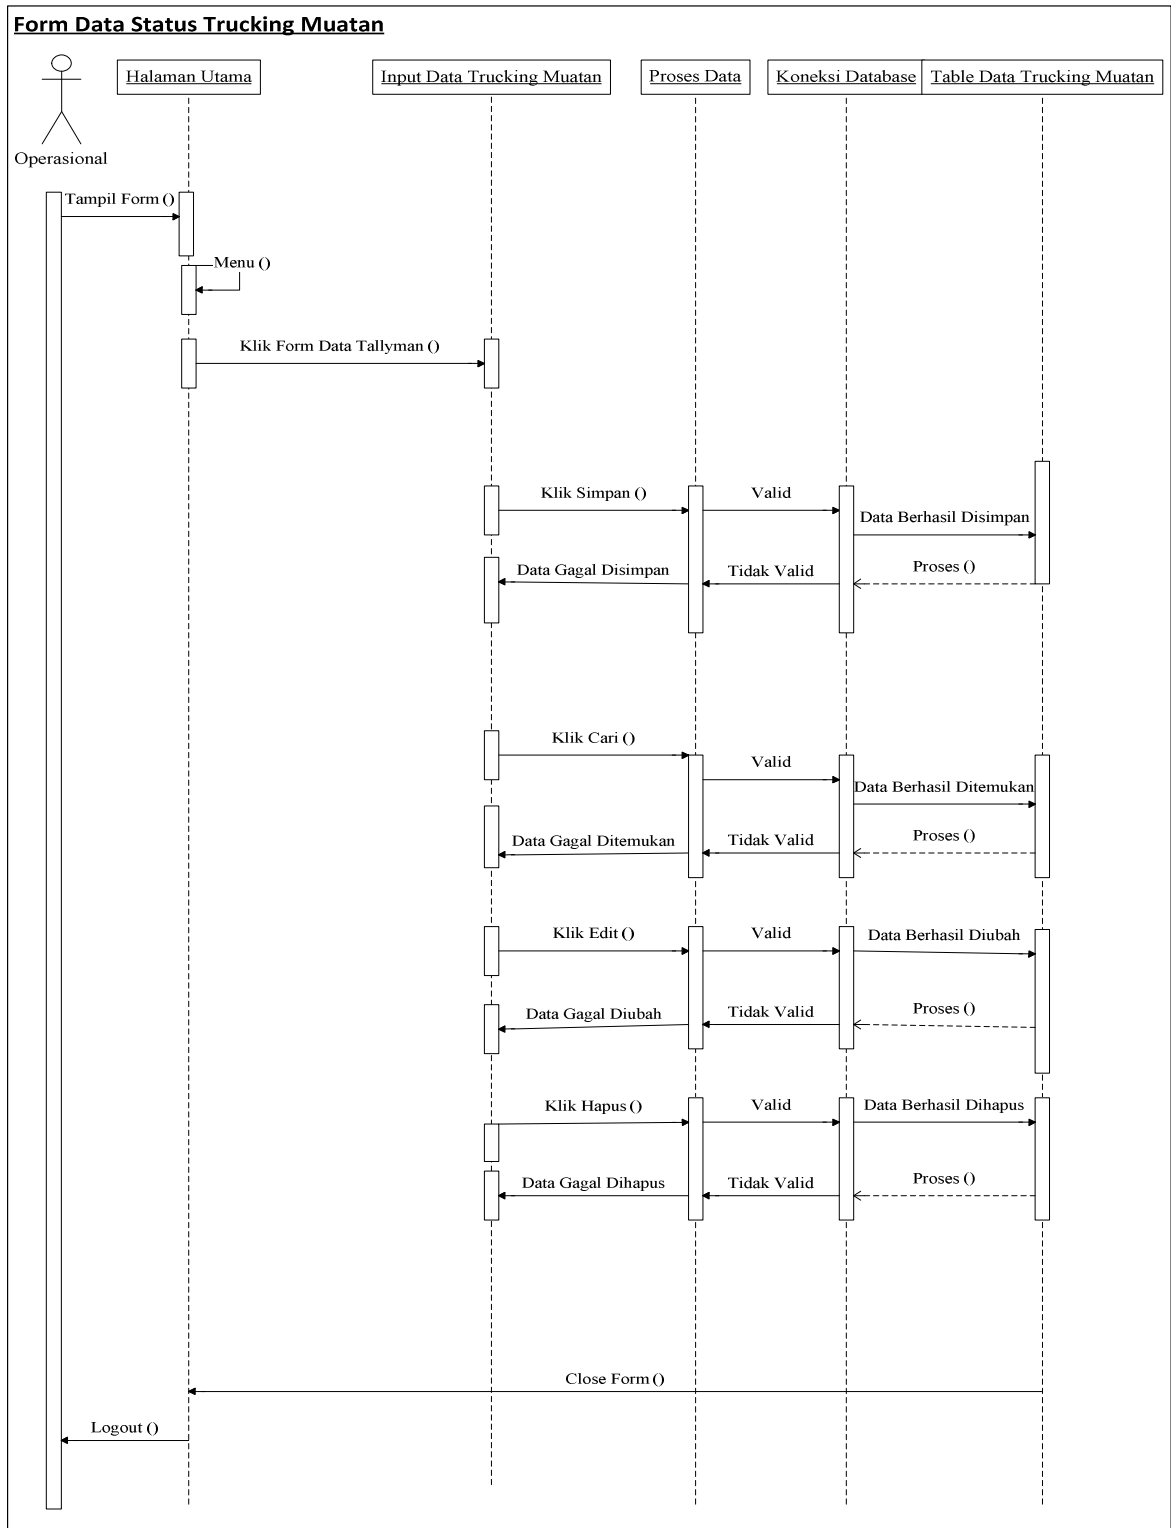 Form Data Status Trucking Muatan
Halaman Utama
Input Data Trucking Muatan
Proses Data
Koneksi Database
Table Data Trucking Muatan
Operasional
Tampil Form ()
Menu ()
Klik Form Data Tallyman ()
Klik Simpan ()
Valid
Data Berhasil Disimpan
Data Gagal Disimpan
Tidak Valid
Proses ()
Klik Cari ()
Valid
Data Berhasil Ditemukan
Data Gagal Ditemukan
Tidak Valid
Proses ()
Klik Edit ()
Valid
Data Berhasil Diubah
Data Gagal Diubah
Tidak Valid
Proses ()
Klik Hapus ()
Valid
Data Berhasil Dihapus
Data Gagal Dihapus
Tidak Valid
Proses ()
Close Form ()
Logout ()